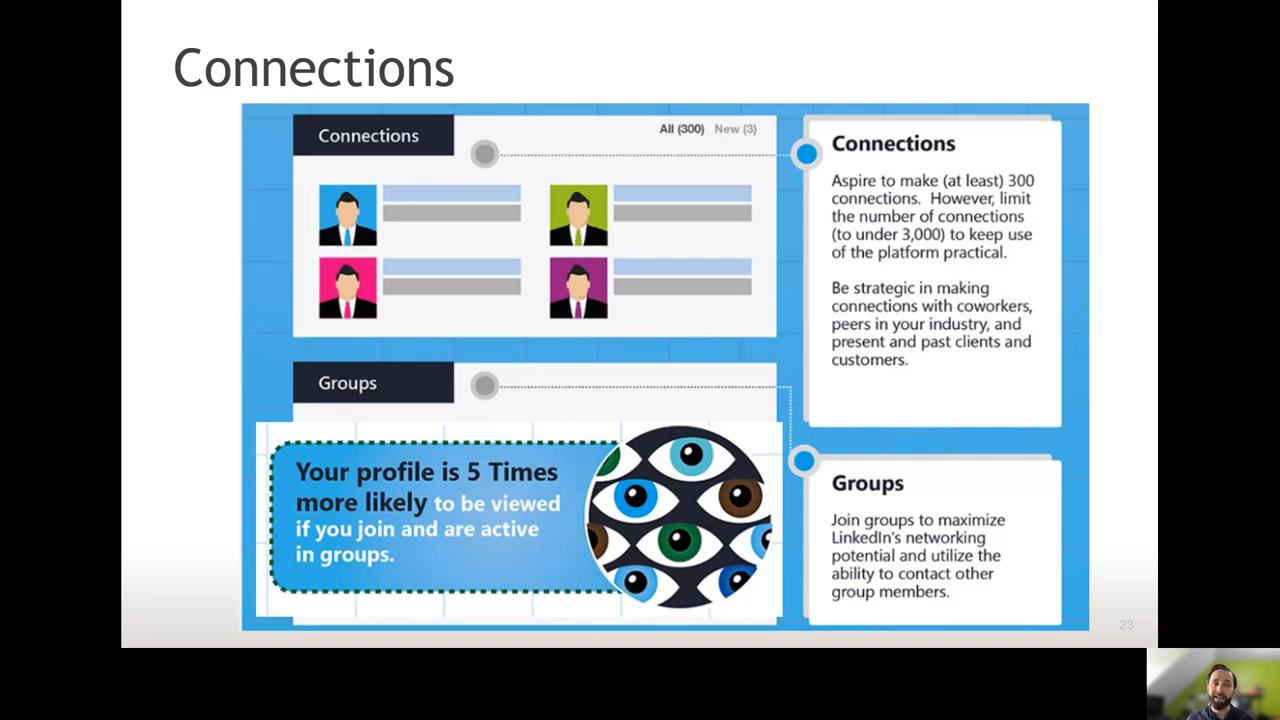 Connections
Connections
All (300) New (3)
Connections
Aspire to make (at least) 300
connections. However, limit
the number of connections
(to under 3,000) to keep use
of the platform practical.
Be strategic in making
connections with coworkers,
peers in your industry, and
present and past clients and
customers.
Groups
Your profile is 5 Times
more likely to be viewed
if you join and are active
in groups.
Groups
Join groups to maximize
LinkedIn's networking
potential and utilize the
ability to contact other
group members.
23